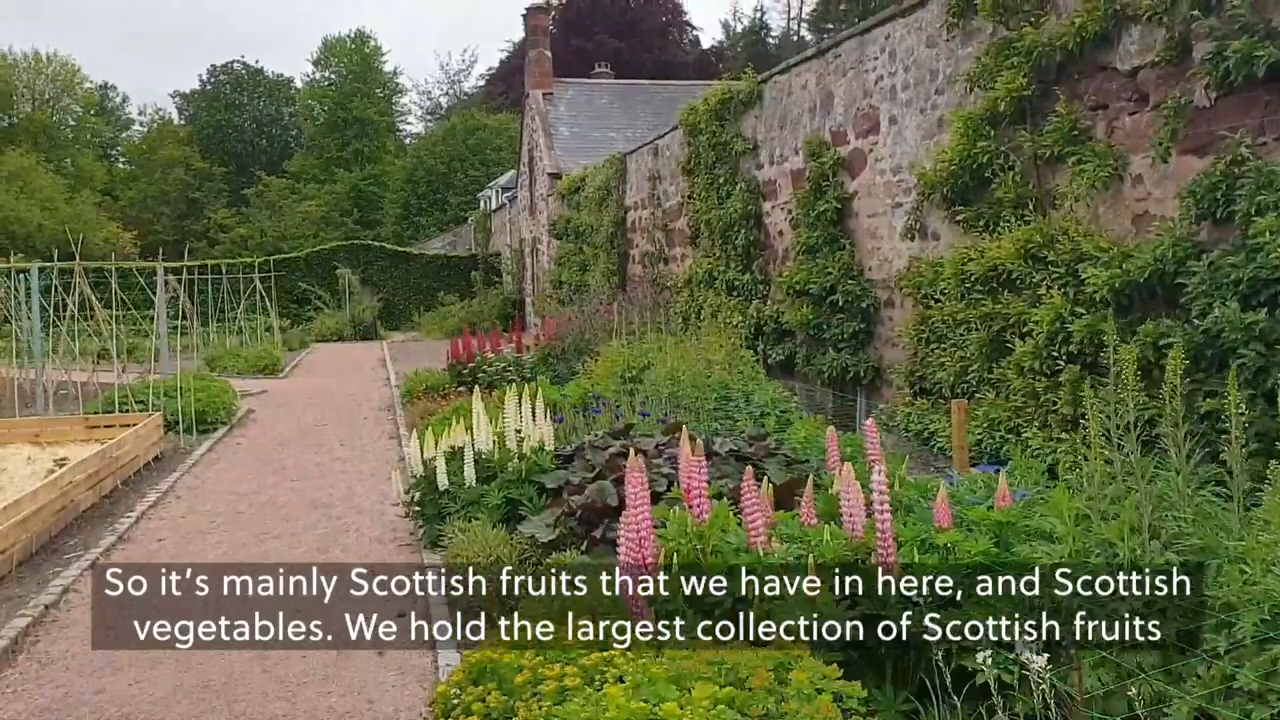 So it's mainly Scottish fruits that we have in here, and Scottish
vegetables. We hold the largest collection of Scottish fruits